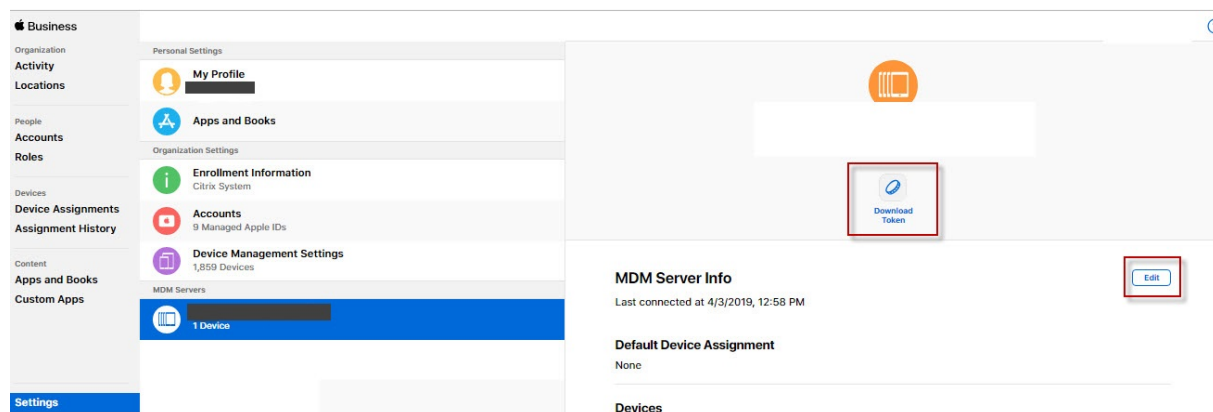 Business
Organization
Activity
Locations
People
Accounts
Roles
Devices
Device Assignments
Assignment History
Content
Apps and Books
Custom Apps
Settings
Personal Settings
My Profile
Apps and Books
Organization Settings
Enrollment Information
Citrix System
Accounts
9 Managed Apple IDs
Device Management Settings
1,859 Devices
MDM Servers
1 Device
Download
Token
MDM Server Info
Edit
Last connected at 4/3/2019, 12:58 PM
Default Device Assignment
None
Devices